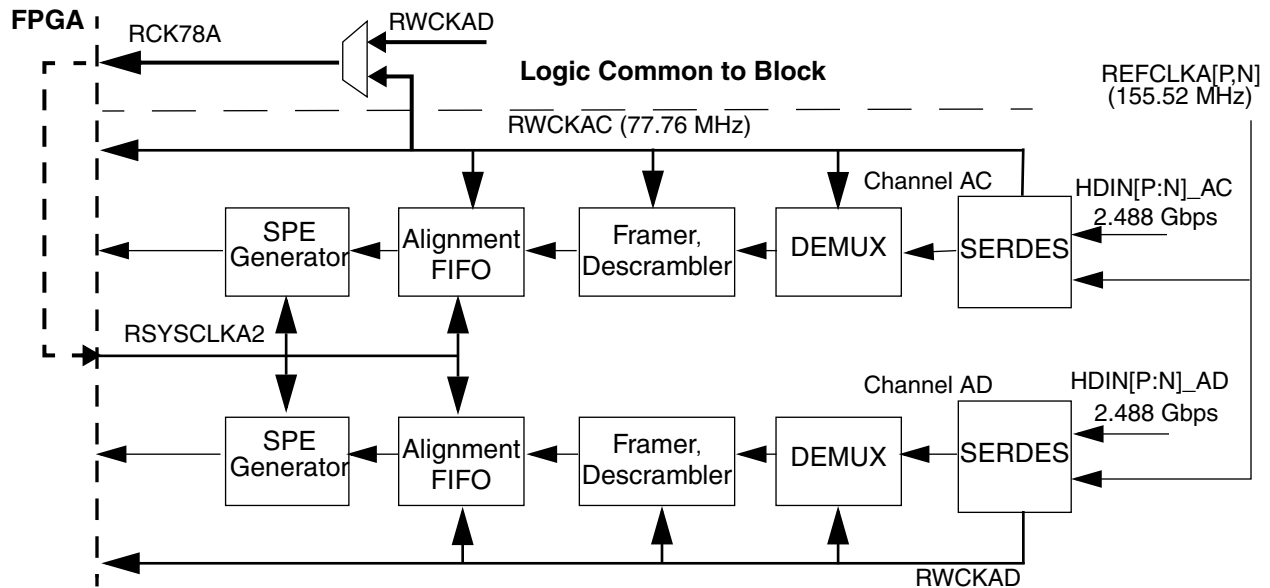 FPGA
RCK78A
RWCKAD
Logic Common to Block
REFCLKA[P,N]
(155.52 MHz)
RWCKAC (77.76 MHz)
Channel AC
HDIN[P:N]_AC
2.488 Gbps
SPE
Generator
Alignment
FIFO
Framer,
Descrambler
DEMUX
SERDES
RSYSCLKA2
Channel AD
HDIN[P:N]_AD
2.488 Gbps
SPE
Generator
Alignment
FIFO
Framer,
Descrambler
DEMUX
SERDES
RWCKAD